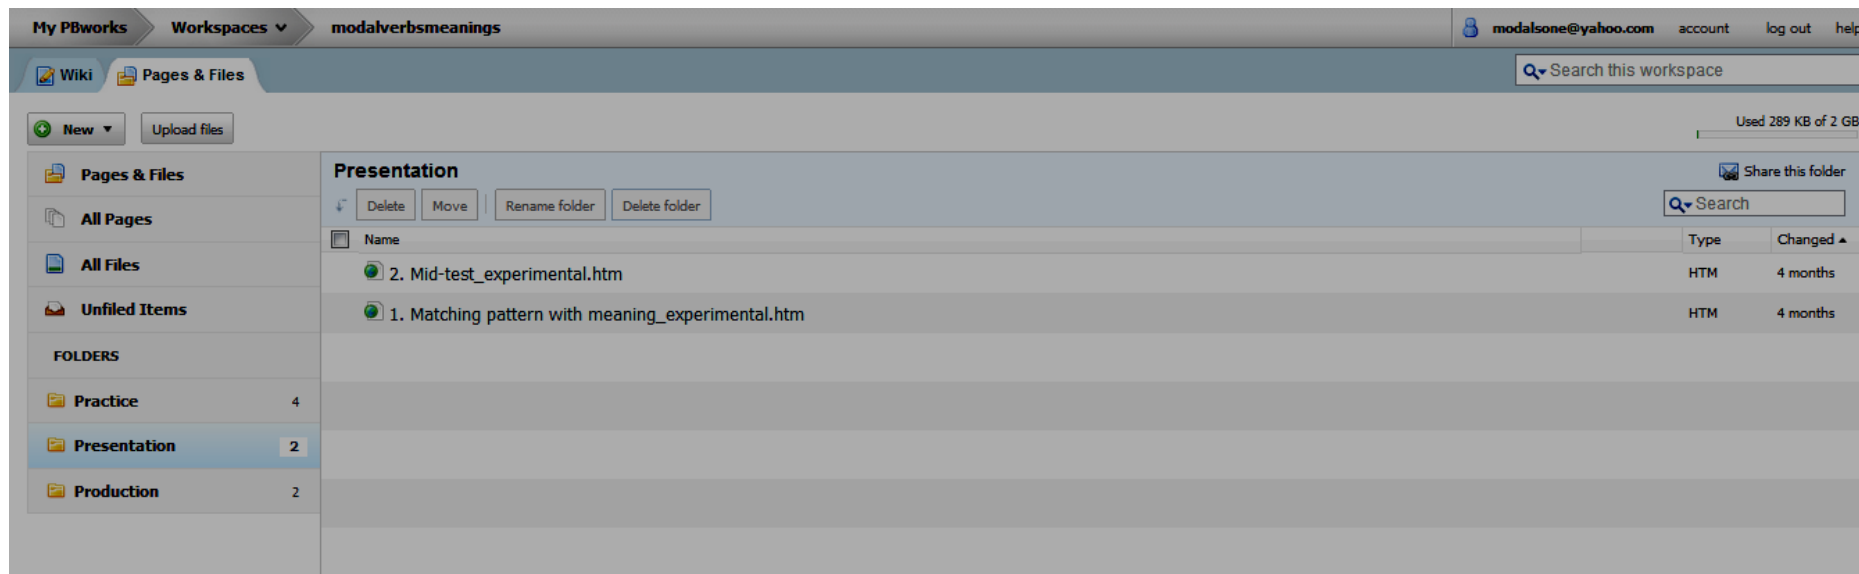 My PBworks Workspaces modalverbsmeanings modalsone@yahoo.com account log out help
Wiki Pages & Files Search this workspace
New Upload files Used 289 KB of 2 GB
Pages & Files
All Pages
All Files
Unfiled Items
FOLDERS
Practice 4
Presentation 2
Production 2
Presentation Share this folder
Delete Move Rename folder Delete folder Search
Name Type Changed
2. Mid-test_experimental.htm HTM 4 months
1. Matching pattern with meaning_experimental.htm HTM 4 months